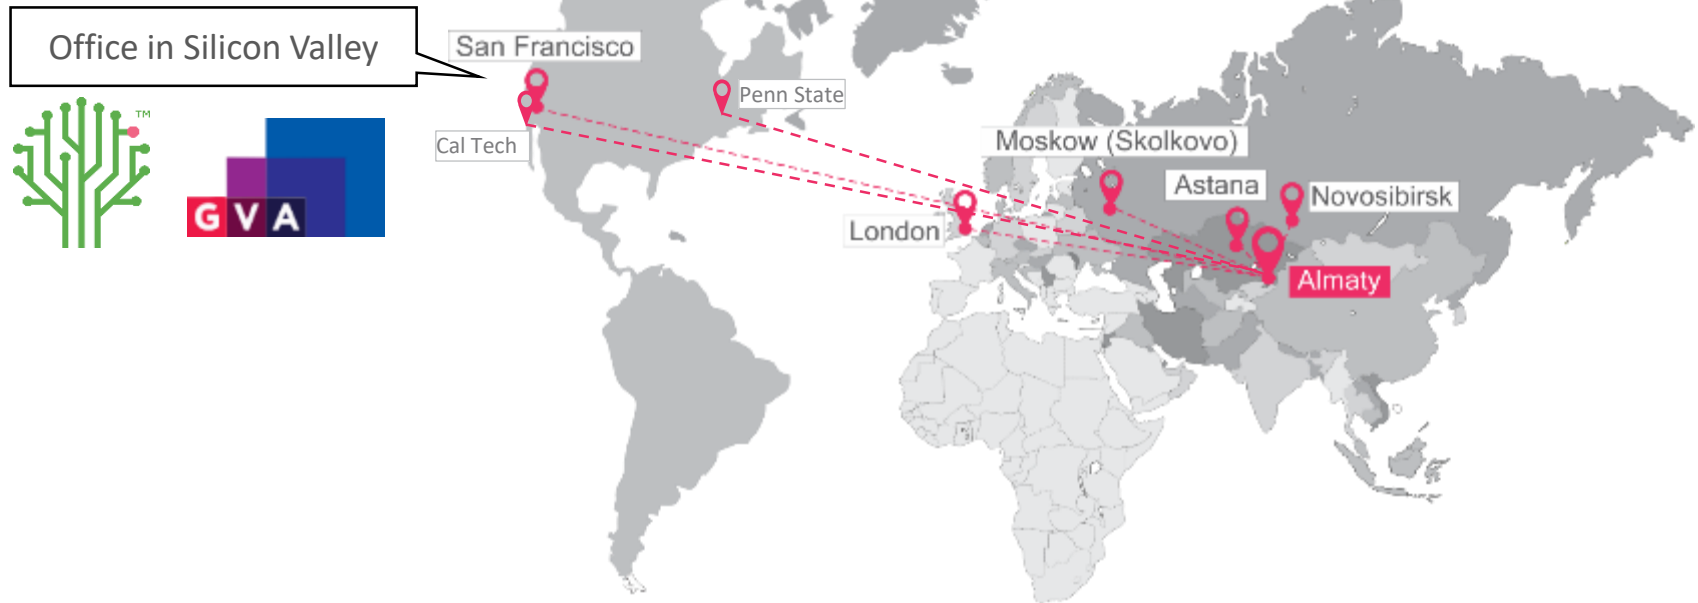 Office in Silicon Valley
San Francisco
Penn State
Cal Tech
Moskow (Skolkovo)
Astana
Novosibirsk
London
Almaty
TM
GVA